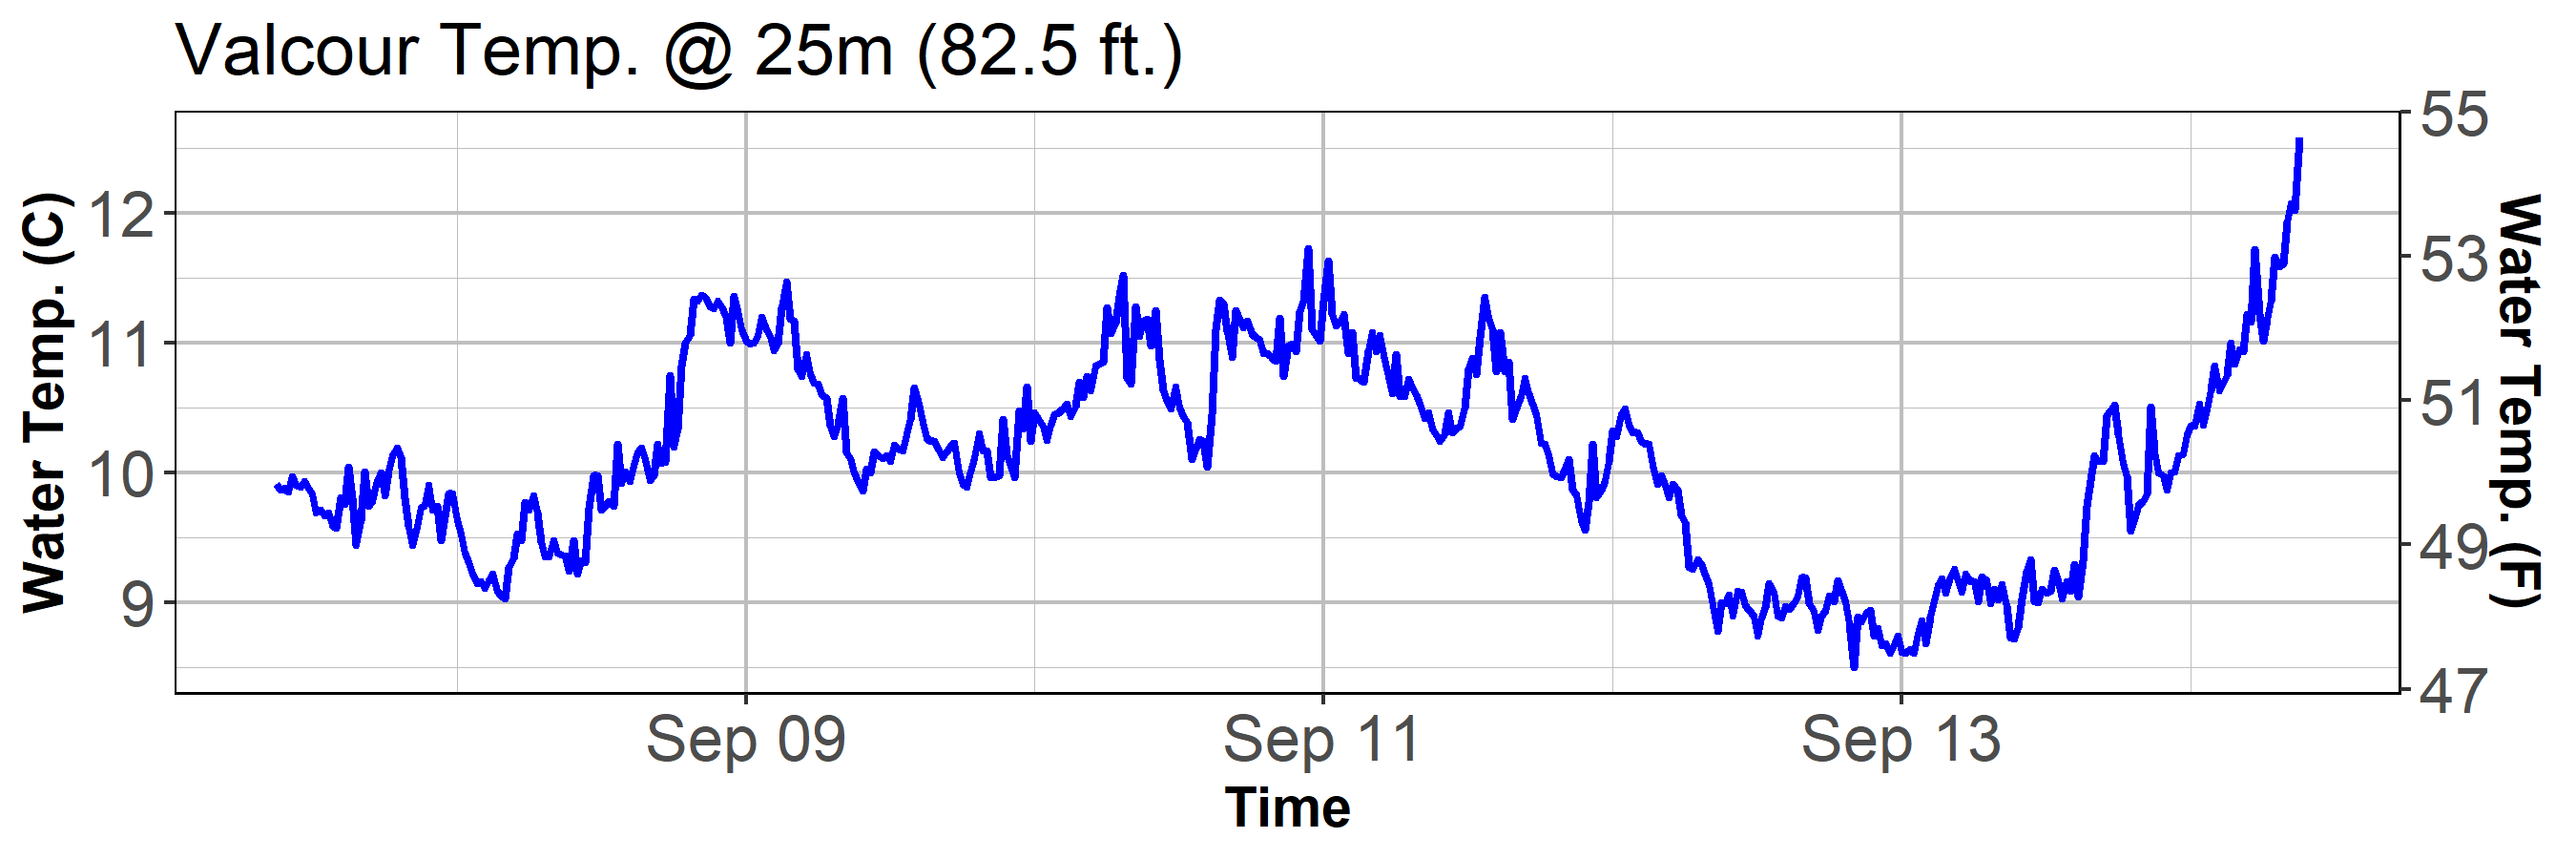 Valcour Temp. @ 25m (82.5 ft.)
Water Temp. (C)
12
11
10
9
55
53
51
49
47
Water Temp. (F)
Sep 09 Sep 11 Sep 13
Time